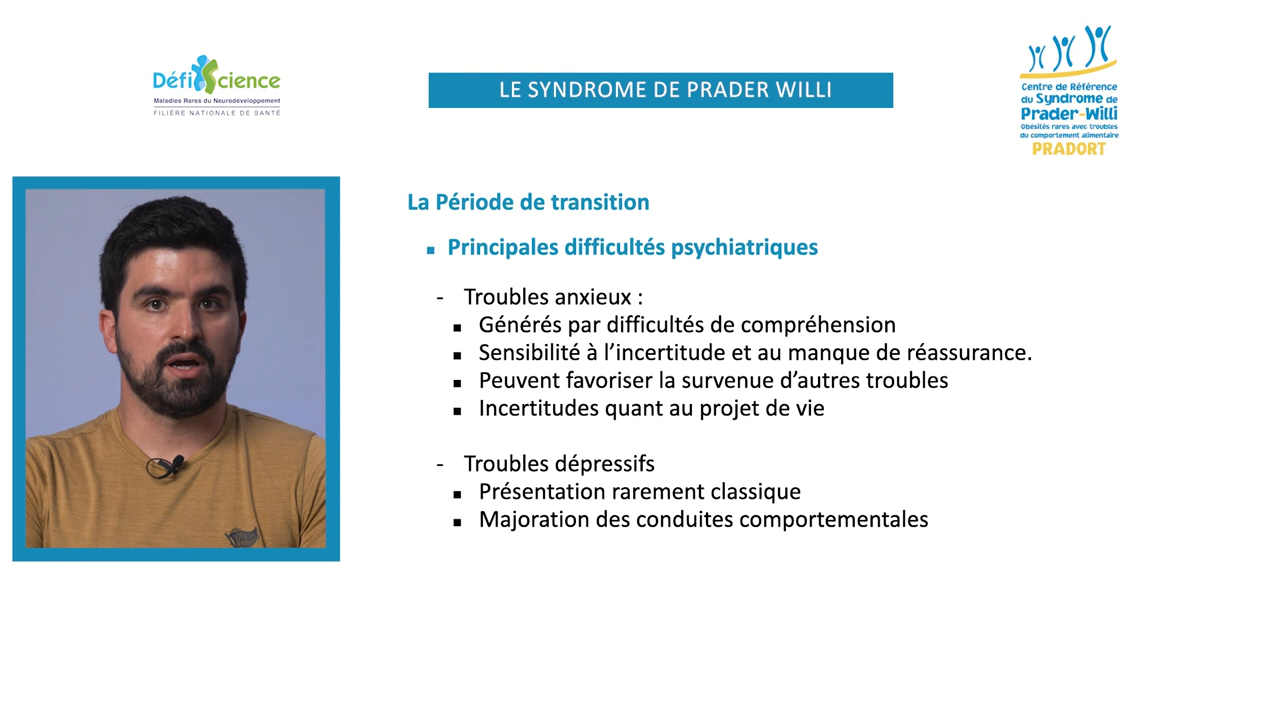 DéfiScience
Maladies Rares du Neurodéveloppement
FILIÈRE NATIONALE DE SANTÉ
LE SYNDROME DE PRADER WILLI
Centre de Référence
du Syndrome de
Prader-Willi
Obésités rares avec troubles
du comportement alimentaire
PRADORT
La Période de transition
▪ Principales difficultés psychiatriques
- Troubles anxieux :
▪ Générés par difficultés de compréhension
▪ Sensibilité à l’incertitude et au manque de réassurance.
▪ Peuvent favoriser la survenue d’autres troubles
▪ Incertitudes quant au projet de vie
- Troubles dépressifs
▪ Présentation rarement classique
▪ Majoration des conduites comportementales